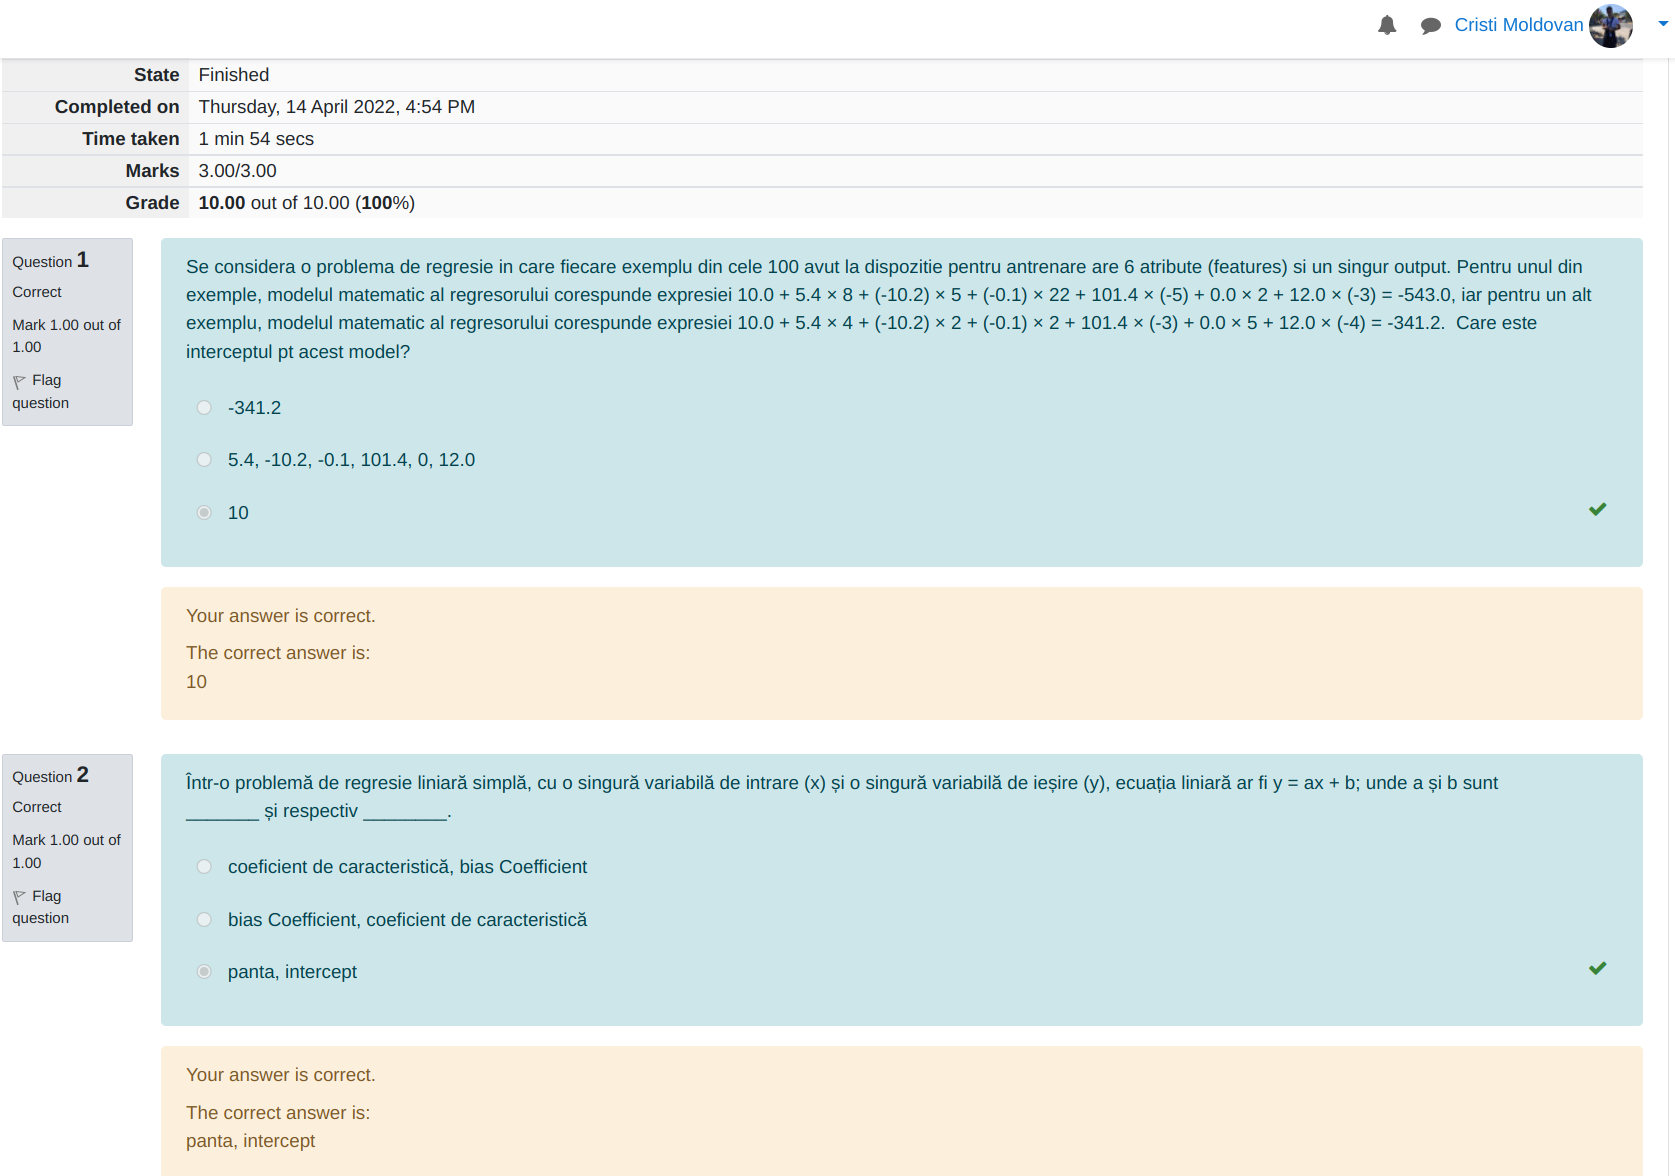 Cristi Moldovan
State Finished
Completed on Thursday, 14 April 2022, 4:54 PM
Time taken 1 min 54 secs
Marks 3.00/3.00
Grade 10.00 out of 10.00 (100%)
Question 1
Correct
Mark 1.00 out of
1.00
Flag
question
Se considera o problema de regresie in care fiecare exemplu din cele 100 avut la dispozitie pentru antrenare are 6 atribute (features) si un singur output. Pentru unul din
exemple, modelul matematic al regresorului corespunde expresiei 10.0 + 5.4 × 8 + (-10.2) × 5 + (-0.1) × 22 + 101.4 × (-5) + 0.0 × 2 + 12.0 × (-3) = -543.0, iar pentru un alt
exemplu, modelul matematic al regresorului corespunde expresiei 10.0 + 5.4 × 4 + (-10.2) × 2 + (-0.1) × 2 + 101.4 × (-3) + 0.0 × 5 + 12.0 × (-4) = -341.2. Care este
interceptul pt acest model?
-341.2
5.4, -10.2, -0.1, 101.4, 0, 12.0
10
Your answer is correct.
The correct answer is:
10
Question 2
Correct
Mark 1.00 out of
1.00
Flag
question
Într-o problemă de regresie liniară simplă, cu o singură variabilă de intrare (x) și o singură variabilă de ieșire (y), ecuația liniară ar fi y = ax + b; unde a și b sunt
_______ și respectiv ________.
coeficient de caracteristică, bias Coefficient
bias Coefficient, coeficient de caracteristică
panta, intercept
Your answer is correct.
The correct answer is:
panta, intercept